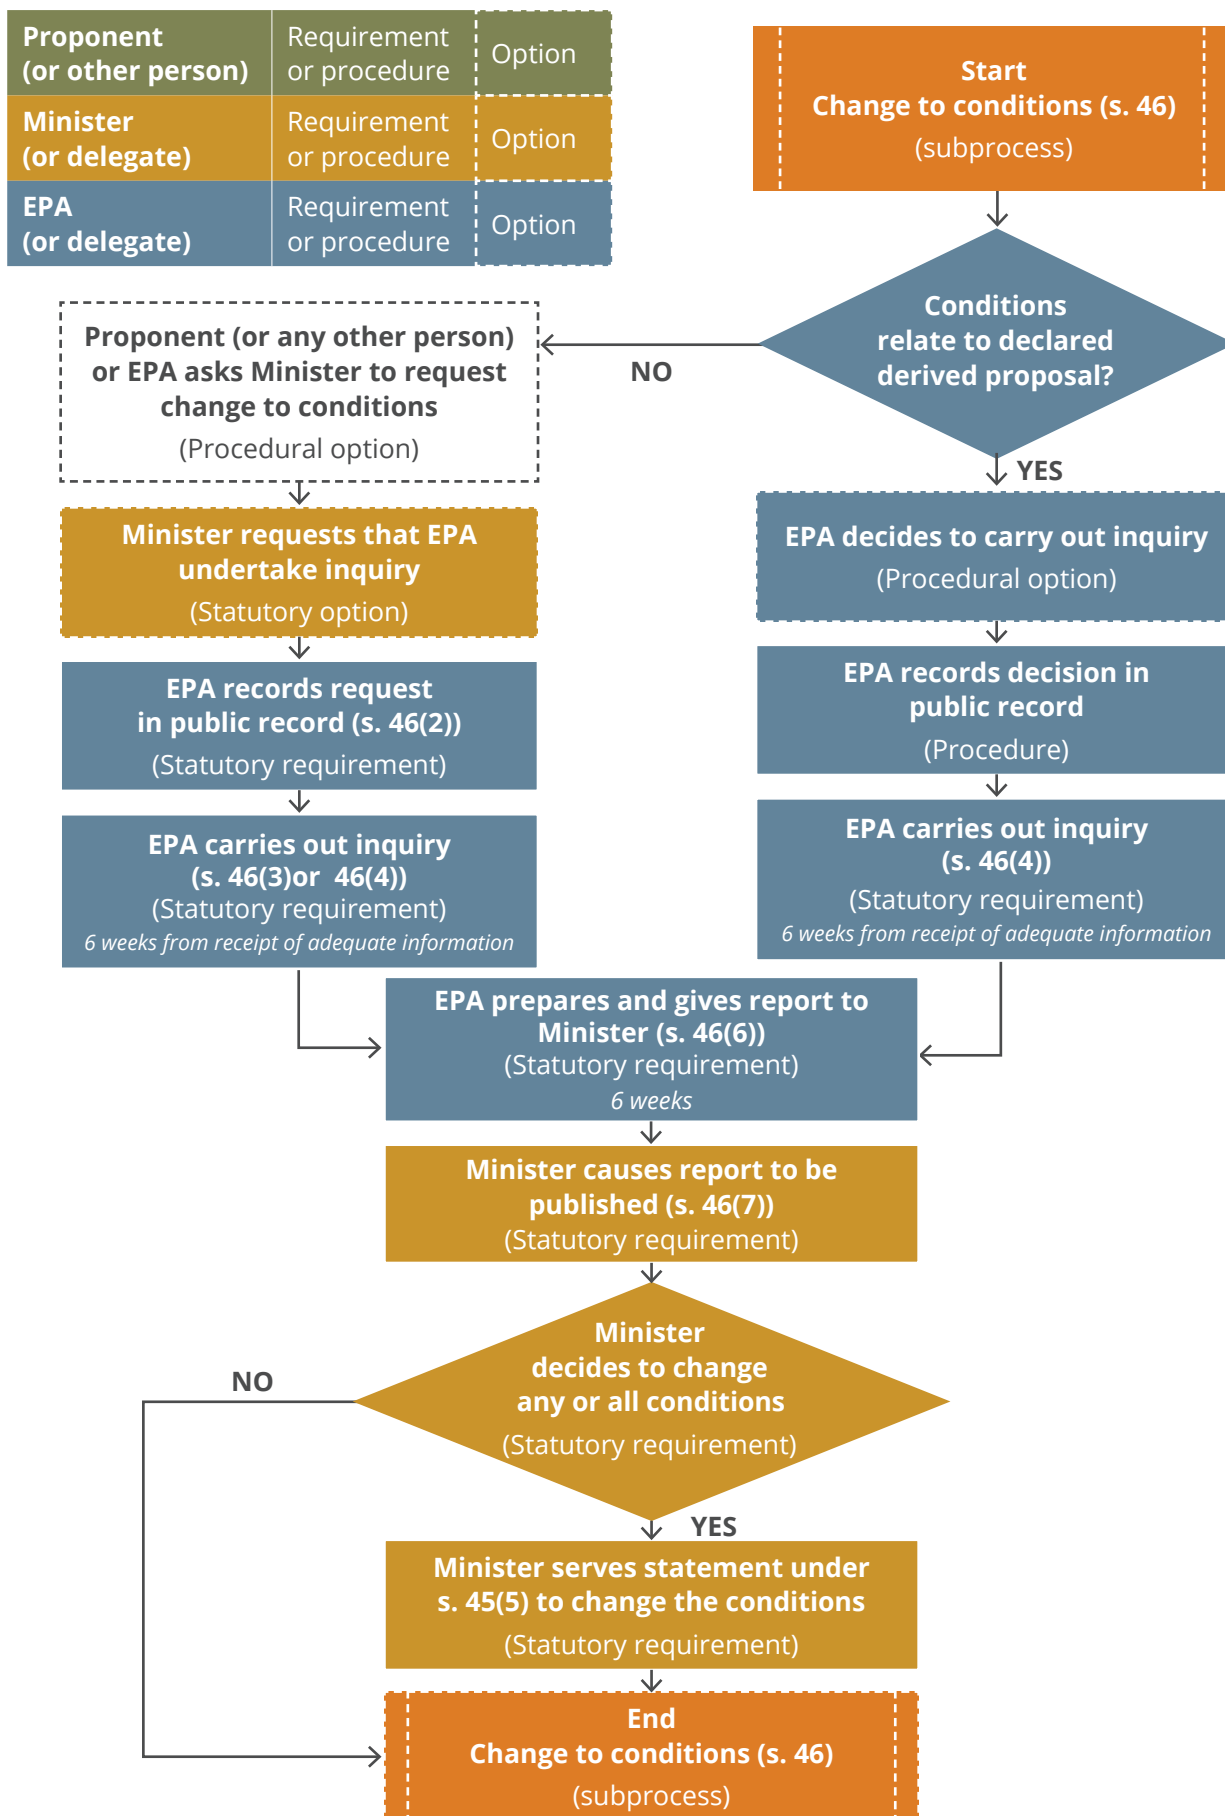 Proponent
(or other person)
Requirement
or procedure
Option
Minister
(or delegate)
Requirement
or procedure
Option
EPA
(or delegate)
Requirement
or procedure
Option
Start
Change to conditions (s. 46)
(subprocess)
Conditions
relate to declared
derived proposal?
NO
YES
Proponent (or any other person)
or EPA asks Minister to request
change to conditions
(Procedural option)
Minister requests that EPA
undertake inquiry
(Statutory option)
EPA records request
in public record (s. 46(2))
(Statutory requirement)
EPA carries out inquiry
(s. 46(3)or  46(4))
(Statutory requirement)
6 weeks from receipt of adequate information
EPA decides to carry out inquiry
(Procedural option)
EPA records decision in
public record
(Procedure)
EPA carries out inquiry
(s. 46(4))
(Statutory requirement)
6 weeks from receipt of adequate information
EPA prepares and gives report to
Minister (s. 46(6))
(Statutory requirement)
6 weeks
Minister causes report to be
published (s. 46(7))
(Statutory requirement)
Minister
decides to change
any or all conditions
(Statutory requirement)
NO
YES
Minister serves statement under
s. 45(5) to change the conditions
(Statutory requirement)
End
Change to conditions (s. 46)
(subprocess)